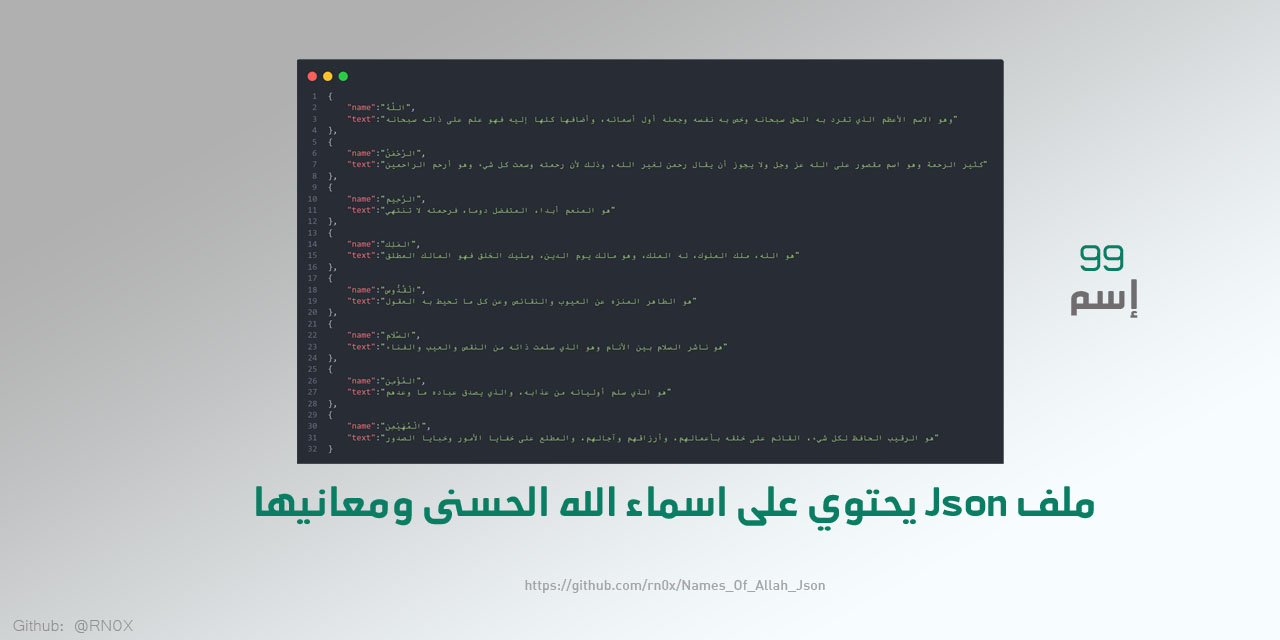 1 {
2 "name":"اللَّهُ",
3 "text":"وهو الاسم الأعظم الذي تفرد به الحق سبحانه وخص به نفسه وجعله أول أسمائه، وأضافها كلها إليه فهو علم على ذاته سبحانه"
4 },
5 {
6 "name":"الرَّحْمَنُ",
7 "text":"كثير الرحمة وهو اسم مقصور على الله عز وجل ولا يجوز أن يقال رحمن لغير الله، وذلك لأن رحمته وسعت كل شيء وهو أرحم الراحمين"
8 },
9 {
10 "name":"الرَّحِيمُ",
11 "text":"هو المنعم أبدا، المتفضل دوما، فرحمته لا تنتهي"
12 },
13 {
14 "name":"المَلِك",
15 "text":"هو الله، ملك الملوك، له الملك، وهو مالك يوم الدين، ومليك الخلق فهو المالك المطلق"
16 },
17 {
18 "name":"الْقُدُّوس",
19 "text":"هو الطاهر المنزه عن العيوب والنقائص وعن كل ما تحيط به العقول"
20 },
21 {
22 "name":"السَّلَام",
23 "text":"هو ناشر السلام بين الأنام وهو الذي سلمت ذاته من النقص والعيب والفناء"
24 },
25 {
26 "name":"المُؤْمِن",
27 "text":"هو الذي سلم أوليائه من عذابه، والذي يصدق عباده ما وعدهم"
28 },
29 {
30 "name":"الْمُهَيْمِن",
31 "text":"هو الرقيب الحافظ لكل شيء، القائم على خلقه بأعمالهم، وأرزاقهم وآجالهم، والمطلع على خفايا الأمور وخبايا الصدور"
32 }
99
إسم
ملف Json يحتوي على اسماء الله الحسنى ومعانيها
https://github.com/rn0x/Names_Of_Allah_Json
Github: @RN0X